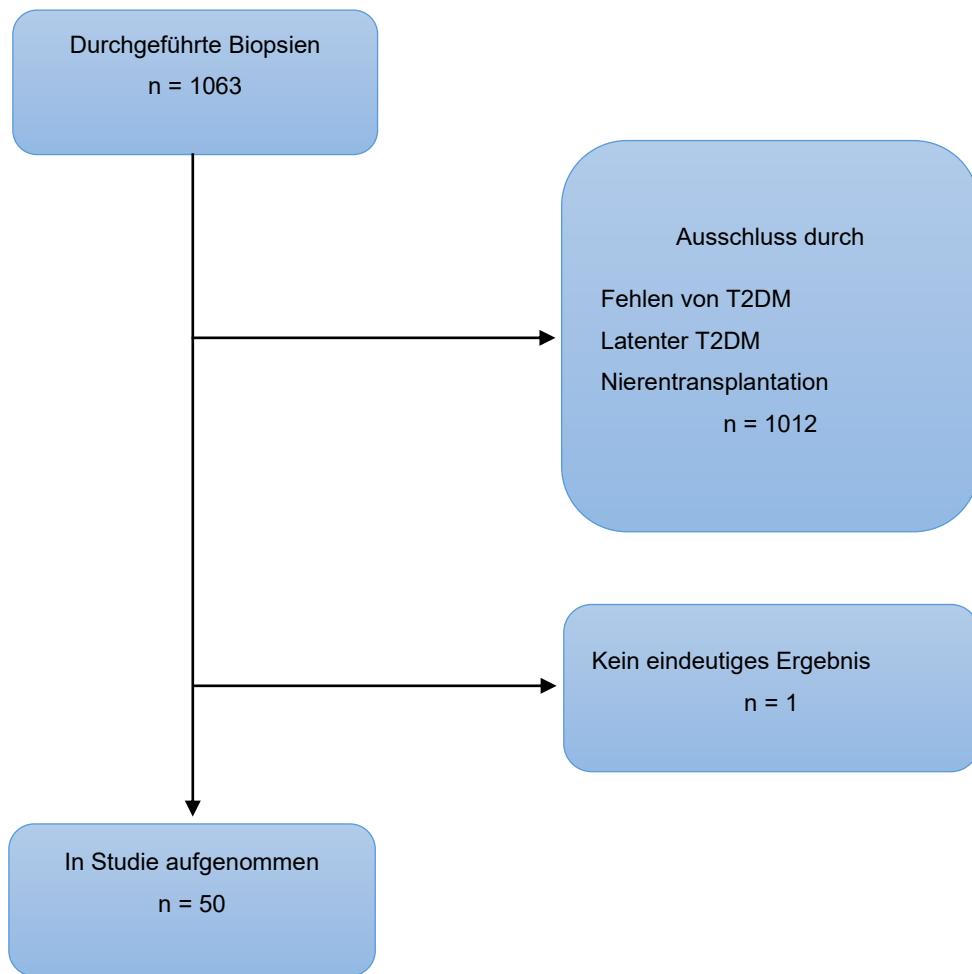 Durchgeführte Biopsien
n = 1063
Ausschluss durch
Fehlen von T2DM
Latenter T2DM
Nierentransplantation
n = 1012
Kein eindeutiges Ergebnis
n = 1
In Studie aufgenommen
n = 50